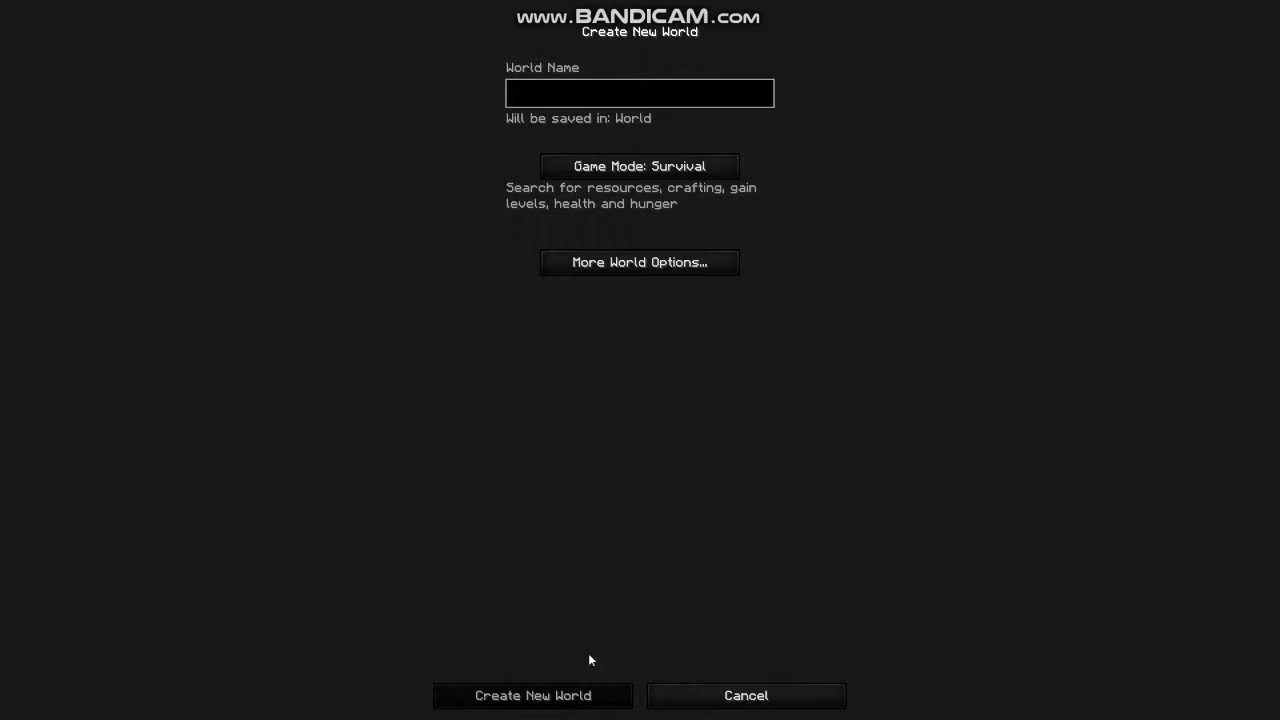 www.BANDICAM.com
Create New World
World Name
Will be saved in: World
Game Mode: Survival
Search for resources, crafting, gain
levels, health and hunger
More World Options...
Create New World
Cancel